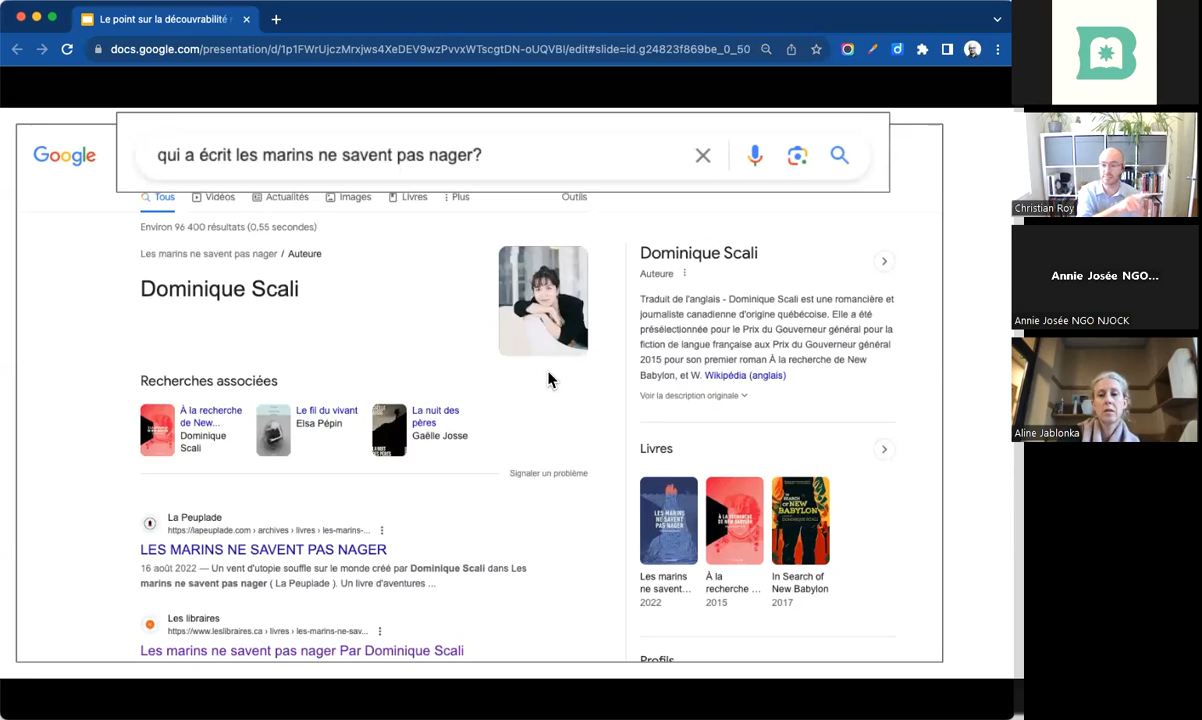 Le point sur la découvrabilité
docs.google.com/presentation/d/1p1FWrUjczMrxjws4XeDEV9wzPvvxWTscgtDN-oUQVBI/edit#slide=id.g24823f869be_0_50
Google
qui a écrit les marins ne savent pas nager?
Tous
Vidéos
Actualités
Images
Livres
Plus
Outils
Environ 96 400 résultats (0,55 secondes)
Les marins ne savent pas nager / Auteure
Dominique Scali
Recherches associées
À la recherche
de New...
Dominique
Scali
Le fil du vivant
Elsa Pépin
La nuit des
pères
Gaëlle Josse
Signaler un problème
La Peuplade
https://lapeuplade.com › archives › livres › les-marins-...
LES MARINS NE SAVENT PAS NAGER
16 août 2022 — Un vent d'utopie souffle sur le monde créé par Dominique Scali dans Les
marins ne savent pas nager ( La Peuplade ). Un livre d'aventures ...
Les libraires
https://www.leslibraires.ca › livres › les-marins-ne-sav...
Les marins ne savent pas nager Par Dominique Scali
Dominique Scali
Auteure
Traduit de l'anglais - Dominique Scali est une romancière et
journaliste canadienne d'origine québécoise. Elle a été
présélectionnée pour le Prix du Gouverneur général pour la
fiction de langue française aux Prix du Gouverneur général
2015 pour son premier roman À la recherche de New
Babylon, et W. Wikipédia (anglais)
Voir la description originale
Livres
LES MARINS
NE SAVENT
PAS NAGER
À LA
RECHERCHE
DE NEW
BABYLON
IN SEARCH
OF NEW
BABYLON
Les marins
ne savent...
2022
À la
recherche ...
2015
In Search of
New Babylon
2017
Profils
Christian Roy
Annie Josée NGO...
Annie Josée NGO NJOCK
Aline Jablonka